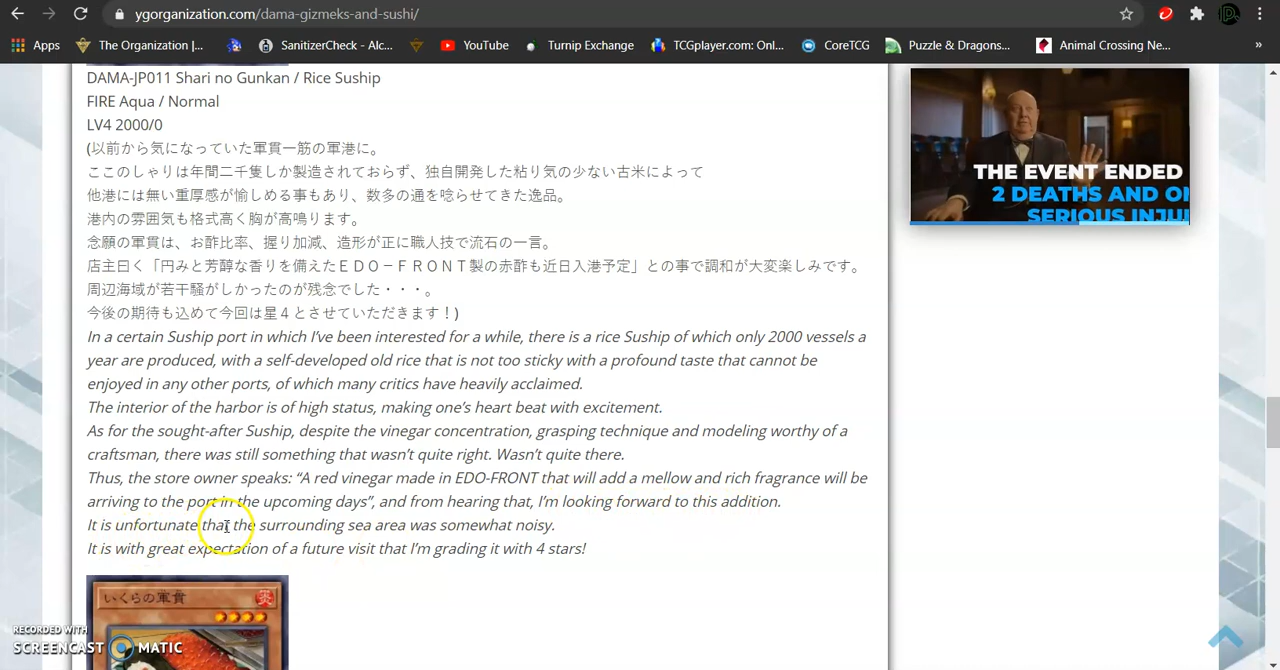 ygorganization.com/dama-gizmeks-and-sushi/
Apps
The Organization |...
SanitizerCheck - Alc...
YouTube
Turnip Exchange
TCGplayer.com: Onl...
CoreTCG
Puzzle & Dragons...
Animal Crossing Ne...
»
DAMA-JP011 Shari no Gunkan / Rice Suship
FIRE Aqua / Normal
LV4 2000/0
(以前から気になっていた軍貫一筋の軍港に。
ここのしゃりは年間二千隻しか製造されておらず、独自開発した粘り気の少ない古米によって
他港には無い重厚感が愉しめる事もあり、数多の通を唸らせてきた逸品。
港内の雰囲気も格式高く胸が高鳴ります。
念願の軍貫は、お酢比率、握り加減、造形が正に職人技で流石の一言。
店主曰く「円みと芳醇な香りを備えたＥＤＯ－ＦＲＯＮＴ製の赤酢も近日入港予定」との事で調和が大変楽しみです。
周辺海域が若干騒がしかったのが残念でした・・・。
今後の期待も込めて今回は星４とさせていただきます！)
In a certain Suship port in which I've been interested for a while, there is a rice Suship of which only 2000 vessels a
year are produced, with a self-developed old rice that is not too sticky with a profound taste that cannot be
enjoyed in any other ports, of which many critics have heavily acclaimed.
The interior of the harbor is of high status, making one's heart beat with excitement.
As for the sought-after Suship, despite the vinegar concentration, grasping technique and modeling worthy of a
craftsman, there was still something that wasn't quite right. Wasn't quite there.
Thus, the store owner speaks: "A red vinegar made in EDO-FRONT that will add a mellow and rich fragrance will be
arriving to the port in the upcoming days", and from hearing that, I'm looking forward to this addition.
It is unfortunate that the surrounding sea area was somewhat noisy.
It is with great expectation of a future visit that I'm grading it with 4 stars!
いくらの軍貫
炎
THE EVENT ENDED
2 DEATHS AND O
SERIOUS INJU
RECORDED WITH
SCREENCAST MATIC